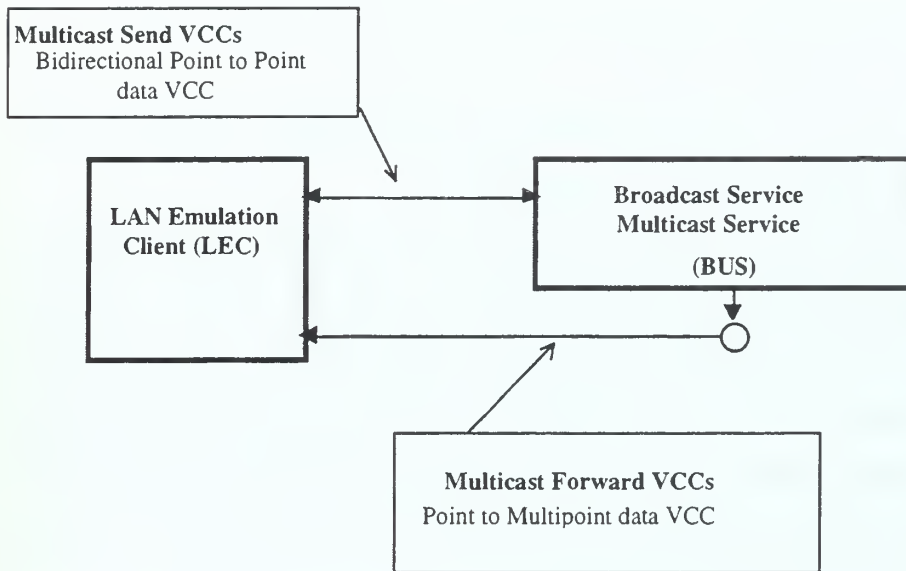 Multicast Send VCCs
Bidirectional Point to Point
data VCC
LAN Emulation
Client (LEC)
Broadcast Service
Multicast Service
(BUS)
Multicast Forward VCCs
Point to Multipoint data VCC